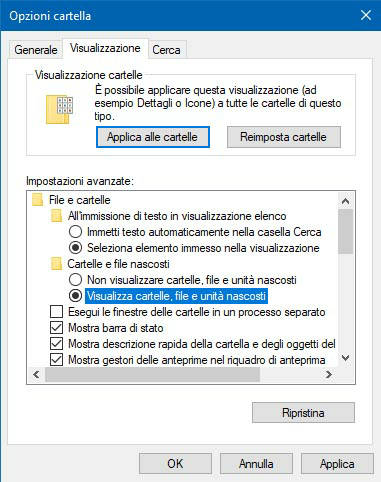 Opzioni cartella
Generale
Visualizzazione
Cerca
Visualizzazione cartelle
È possibile applicare questa visualizzazione (ad
esempio Dettagli o Icone) a tutte le cartelle di questo
tipo.
Applica alle cartelle
Reimposta cartelle
Impostazioni avanzate:
File e cartelle
All'immissione di testo in visualizzazione elenco
Immetti testo automaticamente nella casella Cerca
Seleziona elemento immesso nella visualizzazione
Cartelle e file nascosti
Non visualizzare cartelle, file e unità nascosti
Visualizza cartelle, file e unità nascosti
Esegui le finestre delle cartelle in un processo separato
Mostra barra di stato
Mostra descrizione rapida della cartella e degli oggetti del
Mostra gestori delle anteprime nel riquadro di anteprima
Ripristina
OK
Annulla
Applica